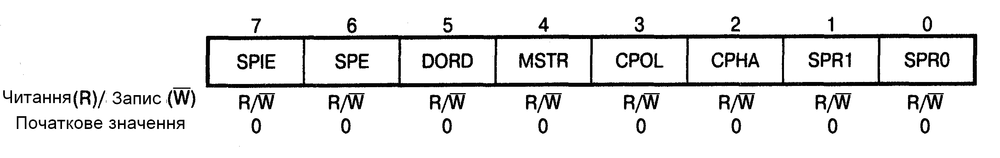 7 6 5 4 3 2 1 0
SPIE SPE DORD MSTR CPOL CPHA SPR1 SPR0
Читання(R)/ Запис (W̅) R/W̅ R/W̅ R/W̅ R/W̅ R/W̅ R/W̅ R/W̅ R/W̅
Початкове значення 0 0 0 0 0 0 0 0